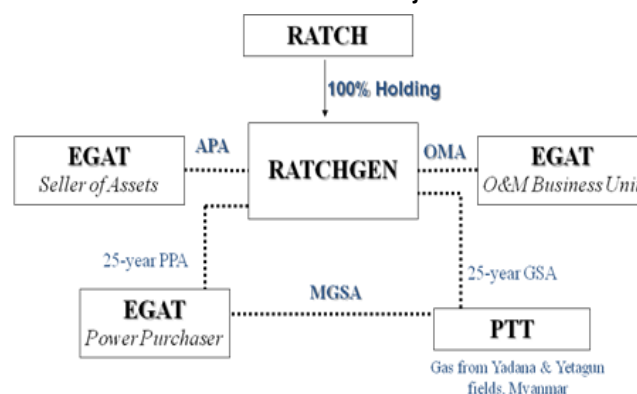 RATCH
100% Holding
EGAT
Seller of Assets
APA
RATCHGEN
OMA
EGAT
O&M Business Uni
25-year PPA
25-year GSA
EGAT
Power Purchaser
MGSA
PTT
Gas from Yadana & Yetagun
fields, Myanmar